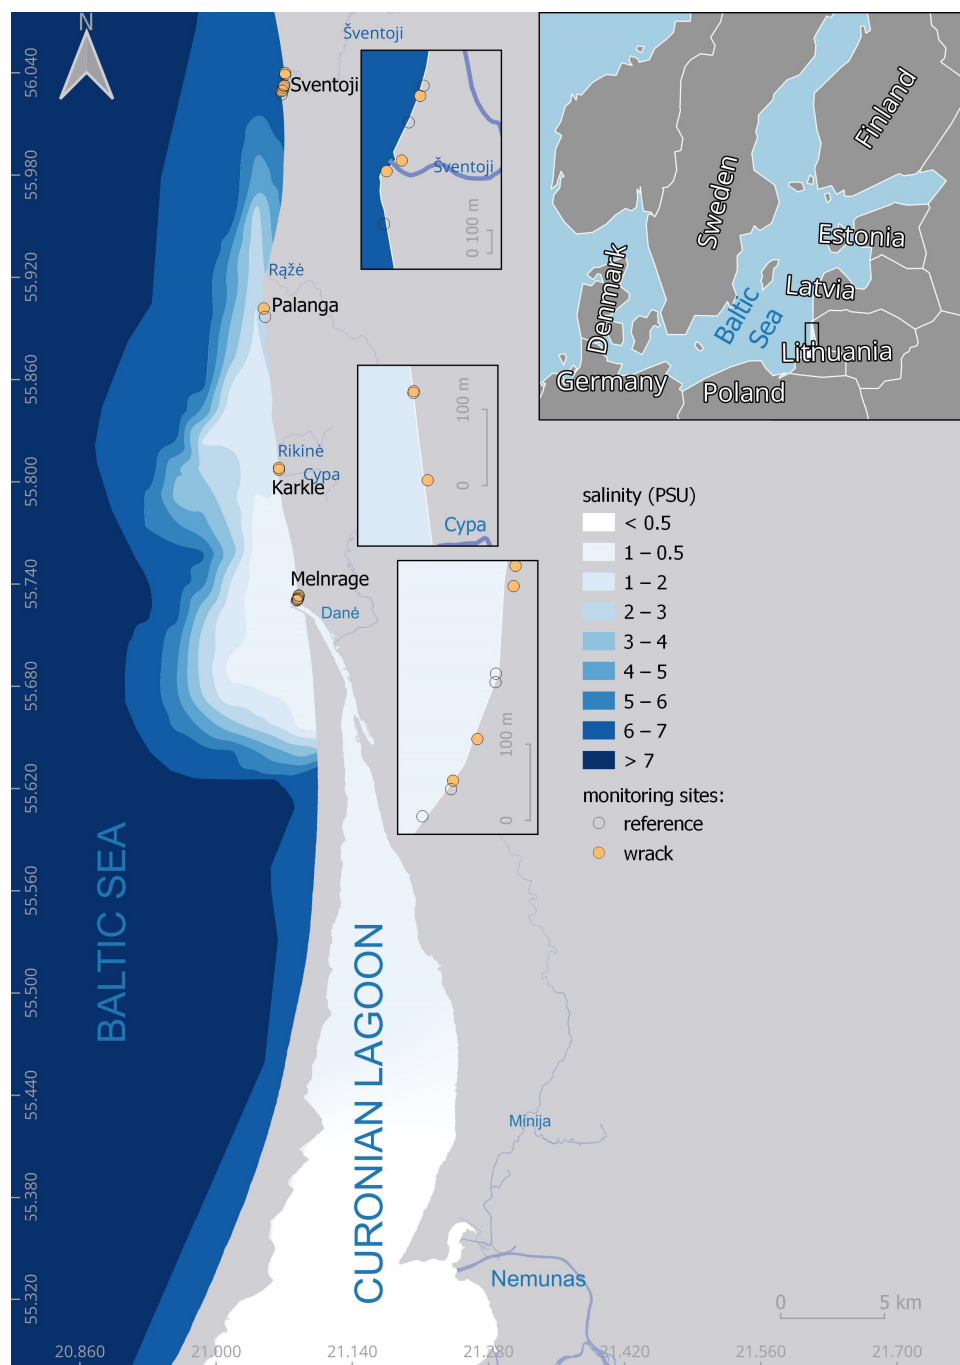 N
Šventoji
Sventoji
Šventoji
0 100 m
Rąžė
Palanga
Rikinė
Cypa
Karkle
0
100 m
Cypa
Melnrage
Danė
0
100 m
Finland
Sweden
Estonia
Denmark
Latvia
Baltic
Sea
Lithuania
Germany
Poland
salinity (PSU)
< 0.5
1 – 0.5
1 – 2
2 – 3
3 – 4
4 – 5
5 – 6
6 – 7
> 7
monitoring sites:
reference
wrack
BALTIC SEA
CURONIAN LAGOON
Minija
Nemunas
0
5 km
56.040
55.980
55.920
55.860
55.800
55.740
55.680
55.620
55.560
55.500
55.440
55.380
55.320
20.860
21.000
21.140
21.280
21.420
21.560
21.700